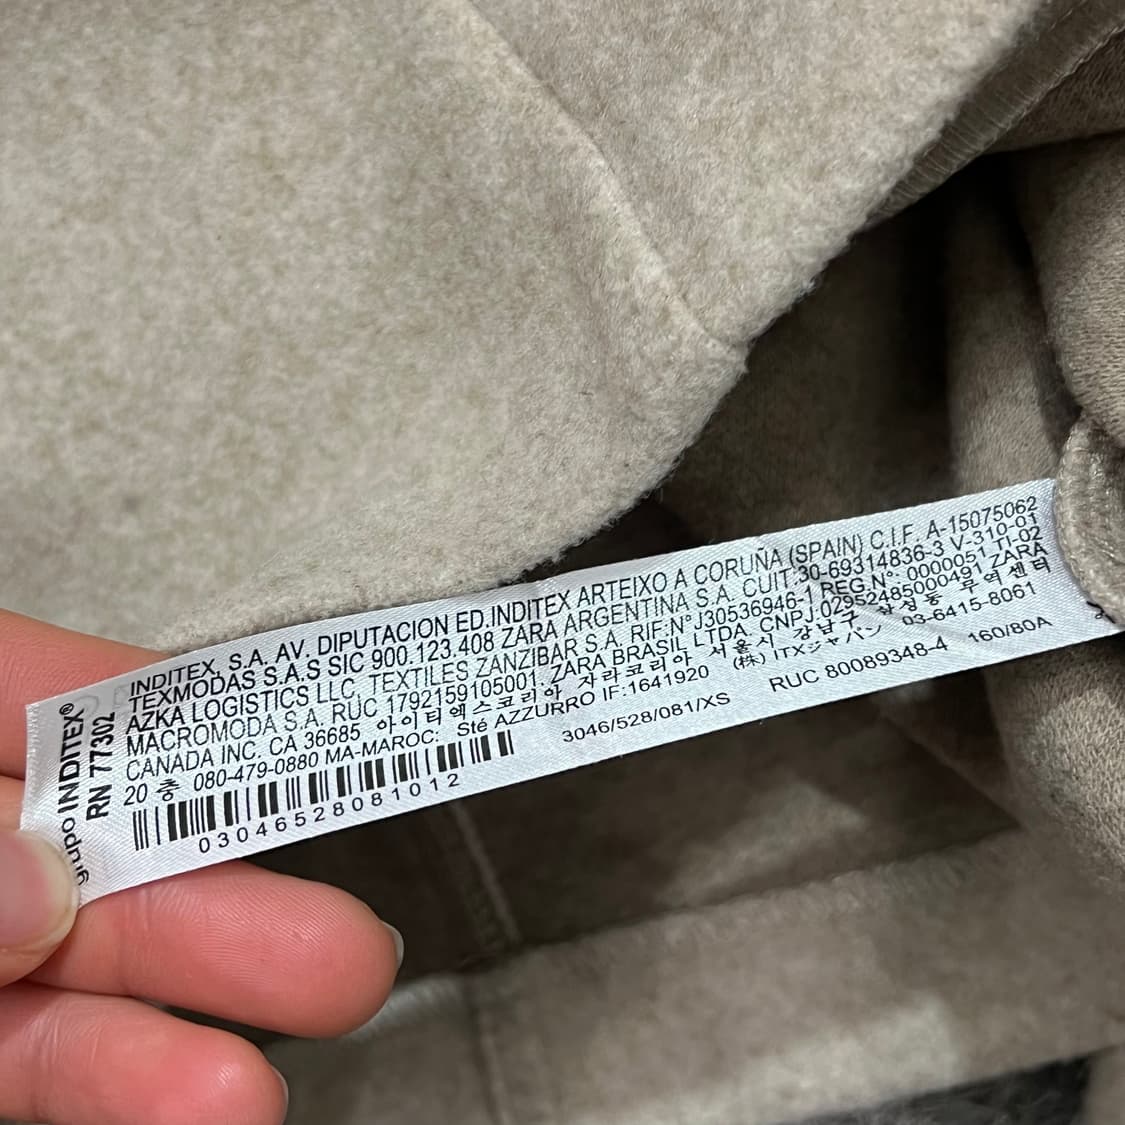 grupo INDITEX®
RN 77302
INDITEX, S.A. AV. DIPUTACION ED.INDITEX ARTEIXO A CORUÑA (SPAIN) C.I.F. A-15075062
TEXMODAS S.A.S SIC 900.123.408 ZARA ARGENTINA S.A. CUIT:30-69314836-3 V-310-01
AZKA LOGISTICS LLC, TEXTILES ZANZIBAR S.A. RIF.N°J30536946-1 REG.N°: 0000051 TI-02
MACROMODA S.A. RUC 1792159105001. ZARA BRASIL LTDA. CNPJ.02952485000491 ZARA
CANADA INC. CA 36685 아이티엑스코리아, 자라코리아 서울시 강남구 삼성동 무역센터
20 층 080-479-0880 MA-MAROC: Sté AZZURRO IF:1641920 (株) ITXジャパン 03-6415-8061
3046/528/081/XS RUC 80089348-4 160/80A
03046528081012